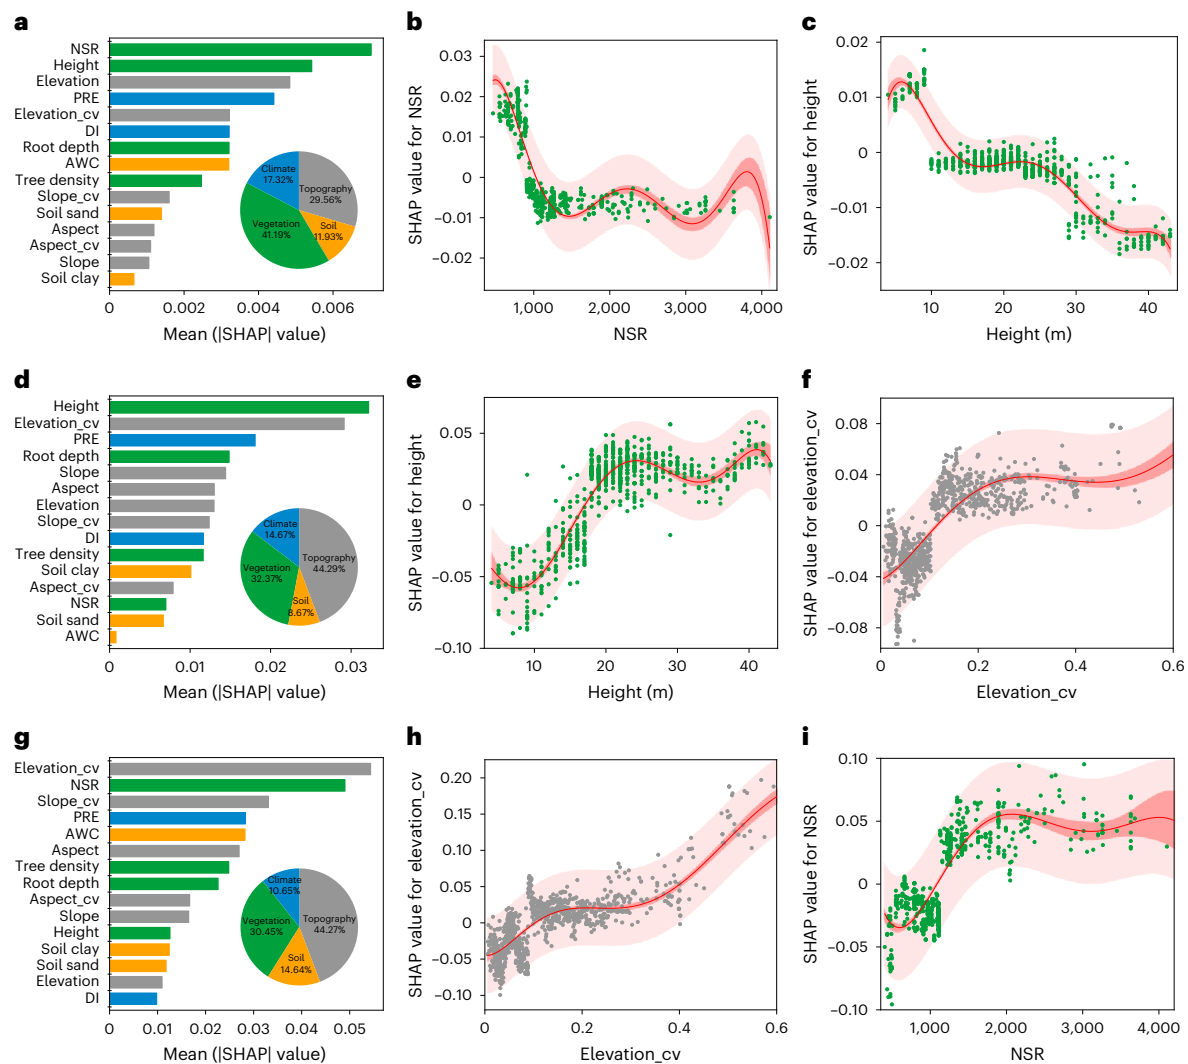 a
NSR
Height
Elevation
PRE
Elevation_cv
DI
Root depth
AWC
Tree density
Slope_cv
Soil sand
Aspect
Aspect_cv
Slope
Soil clay
Climate
17.32%
Topography
29.56%
Soil
11.93%
Vegetation
41.19%
0 0.002 0.004 0.006
Mean (|SHAP| value)
b
SHAP value for NSR
0.03
0.02
0.01
0
−0.01
−0.02
1,000 2,000 3,000 4,000
NSR
c
SHAP value for height
0.02
0.01
0
−0.01
−0.02
10 20 30 40
Height (m)
d
Height
Elevation_cv
PRE
Root depth
Slope
Aspect
Elevation
Slope_cv
DI
Tree density
Soil clay
Aspect_cv
NSR
Soil sand
AWC
Climate
14.67%
Topography
44.29%
Vegetation
32.37%
Soil
8.67%
0 0.01 0.02 0.03
Mean (|SHAP| value)
e
SHAP value for height
0.05
0
−0.05
−0.10
10 20 30 40
Height (m)
f
SHAP value for elevation_cv
0.08
0.04
0
−0.04
−0.08
0 0.2 0.4 0.6
Elevation_cv
g
Elevation_cv
NSR
Slope_cv
PRE
AWC
Aspect
Tree density
Root depth
Aspect_cv
Slope
Height
Soil clay
Soil sand
Elevation
DI
Climate
10.65%
Topography
44.27%
Vegetation
30.45%
Soil
14.64%
0 0.01 0.02 0.03 0.04 0.05
Mean (|SHAP| value)
h
SHAP value for elevation_cv
0.20
0.15
0.10
0.05
0
−0.05
−0.10
0 0.2 0.4 0.6
Elevation_cv
i
SHAP value for NSR
0.10
0.05
0
−0.05
−0.10
1,000 2,000 3,000 4,000
NSR